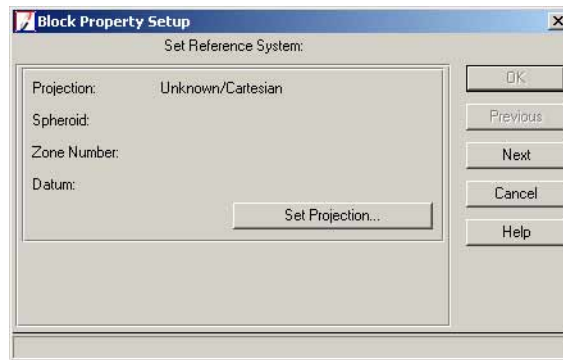 Block Property Setup
Set Reference System:
Projection: Unknown/Cartesian
Spheroid:
Zone Number:
Datum:
Set Projection...
OK
Previous
Next
Cancel
Help